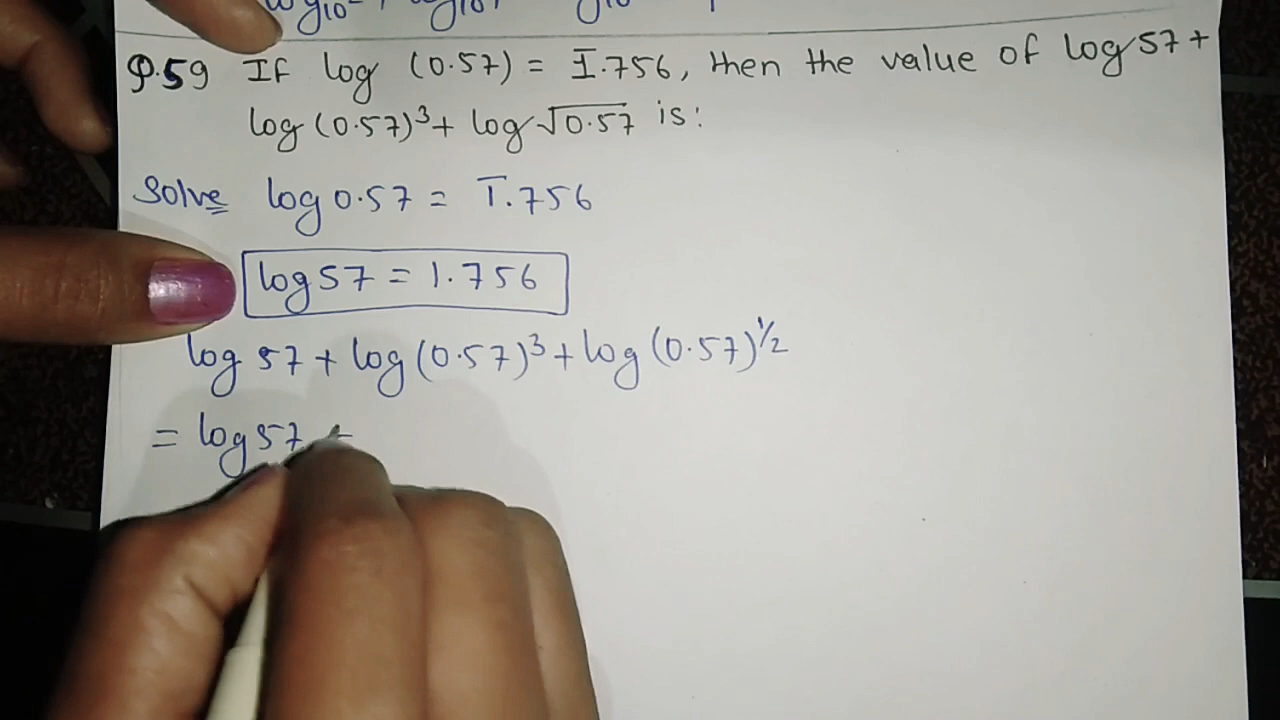 Q.59 If log (0.57) = 1̅.756, then the value of log 57 +
log (0.57)³ + log √0.57 is:
Solve log 0.57 = 1̅.756
log 57 = 1.756
log 57 + log (0.57)³ + log (0.57)^1/2
= log 57 +